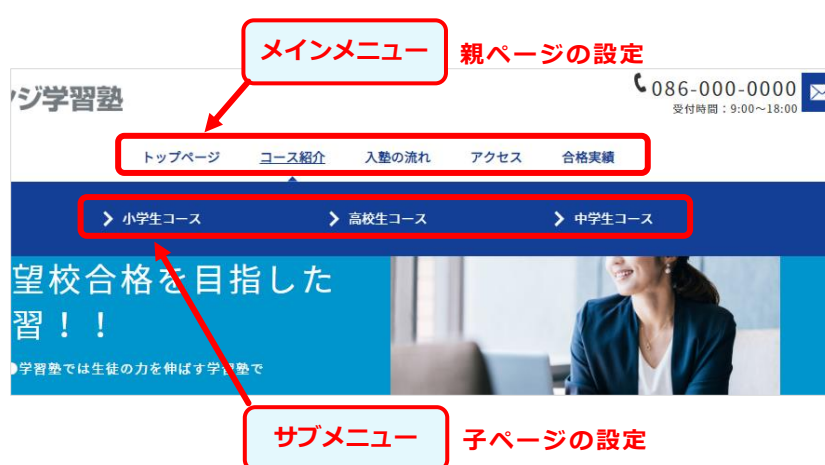 メインメニュー 親ページの設定
ジ学習塾
086-000-0000
受付時間：9:00〜18:00
トップページ コース紹介 入塾の流れ アクセス 合格実績
小学生コース 高校生コース 中学生コース
望校合格を目指した
習！！
学習塾では生徒の力を伸ばす学習塾で
サブメニュー 子ページの設定